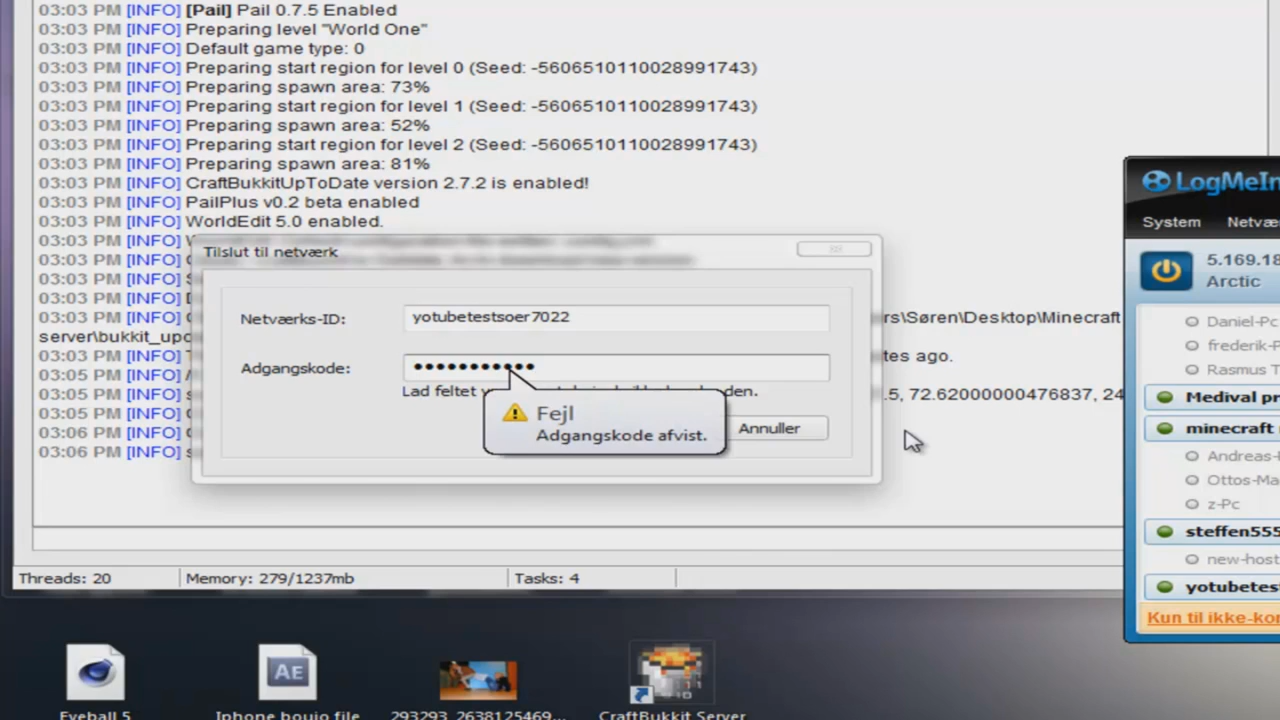 03:03 PM [INFO] [Pail] Pail 0.7.5 Enabled
03:03 PM [INFO] Preparing level "World One"
03:03 PM [INFO] Default game type: 0
03:03 PM [INFO] Preparing start region for level 0 (Seed: -5606510110028991743)
03:03 PM [INFO] Preparing spawn area: 73%
03:03 PM [INFO] Preparing start region for level 1 (Seed: -5606510110028991743)
03:03 PM [INFO] Preparing spawn area: 52%
03:03 PM [INFO] Preparing start region for level 2 (Seed: -5606510110028991743)
03:03 PM [INFO] Preparing spawn area: 81%
03:03 PM [INFO] CraftBukkitUpToDate version 2.7.2 is enabled!
03:03 PM [INFO] PailPlus v0.2 beta enabled
03:03 PM [INFO] WorldEdit 5.0 enabled.
03:03 PM [INFO]
03:03 PM [INFO]
03:03 PM [INFO]
03:03 PM [INFO]
03:03 PM [INFO] rs\Søren\Desktop\Minecraft
server\bukkit_upd
03:05 PM [INFO] tes ago.
03:05 PM [INFO]
03:05 PM [INFO] .5, 72.62000000476837, 24
03:05 PM [INFO]
03:06 PM [INFO]
03:06 PM [INFO]
Tilslut til netværk
Netværks-ID: yotubetestsoer7022
Adgangskode: •••••••••••
Lad feltet
Fejl
Adgangskode afvist.
Annuller
Threads: 20 Memory: 279/1237mb Tasks: 4
LogMeIn
System Netvæ
5.169.18
Arctic
Daniel-Pc
frederik-P
Rasmus T
Medival pr
minecraft
Andreas-
Ottos-Ma
z-Pc
steffen555
new-host
yotubetes
Kun til ikke-kor
AE
Eyeball 5 Iphone boujo file 293293_2638125469... CraftBukkit Server